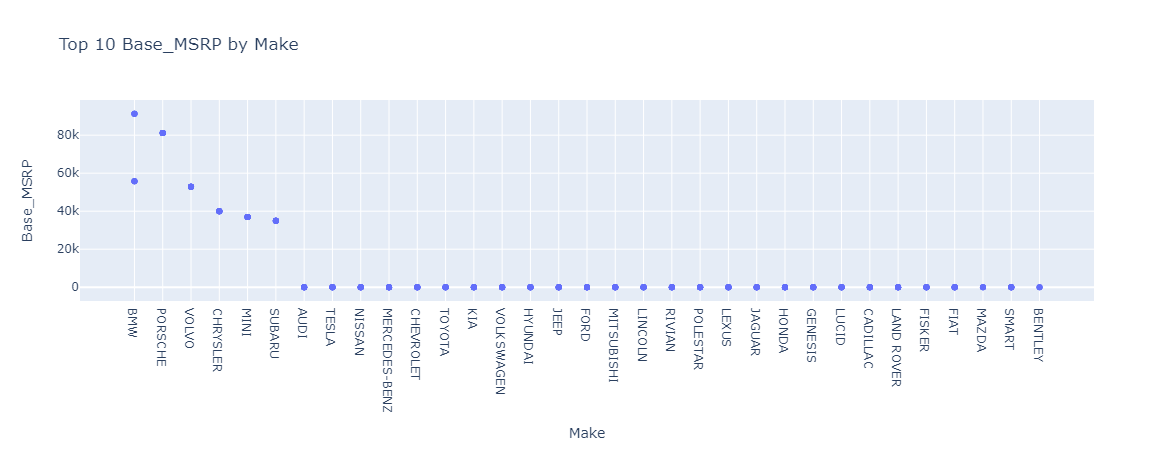 Top 10 Base_MSRP by Make
Base_MSRP
80k
60k
40k
20k
0
BMW
PORSCHE
VOLVO
CHRYSLER
MINI
SUBARU
AUDI
TESLA
NISSAN
MERCEDES-BENZ
CHEVROLET
TOYOTA
KIA
VOLKSWAGEN
HYUNDAI
JEEP
FORD
MITSUBISHI
LINCOLN
RIVIAN
POLESTAR
LEXUS
JAGUAR
HONDA
GENESIS
LUCID
CADILLAC
LAND ROVER
FISKER
FIAT
MAZDA
SMART
BENTLEY
Make